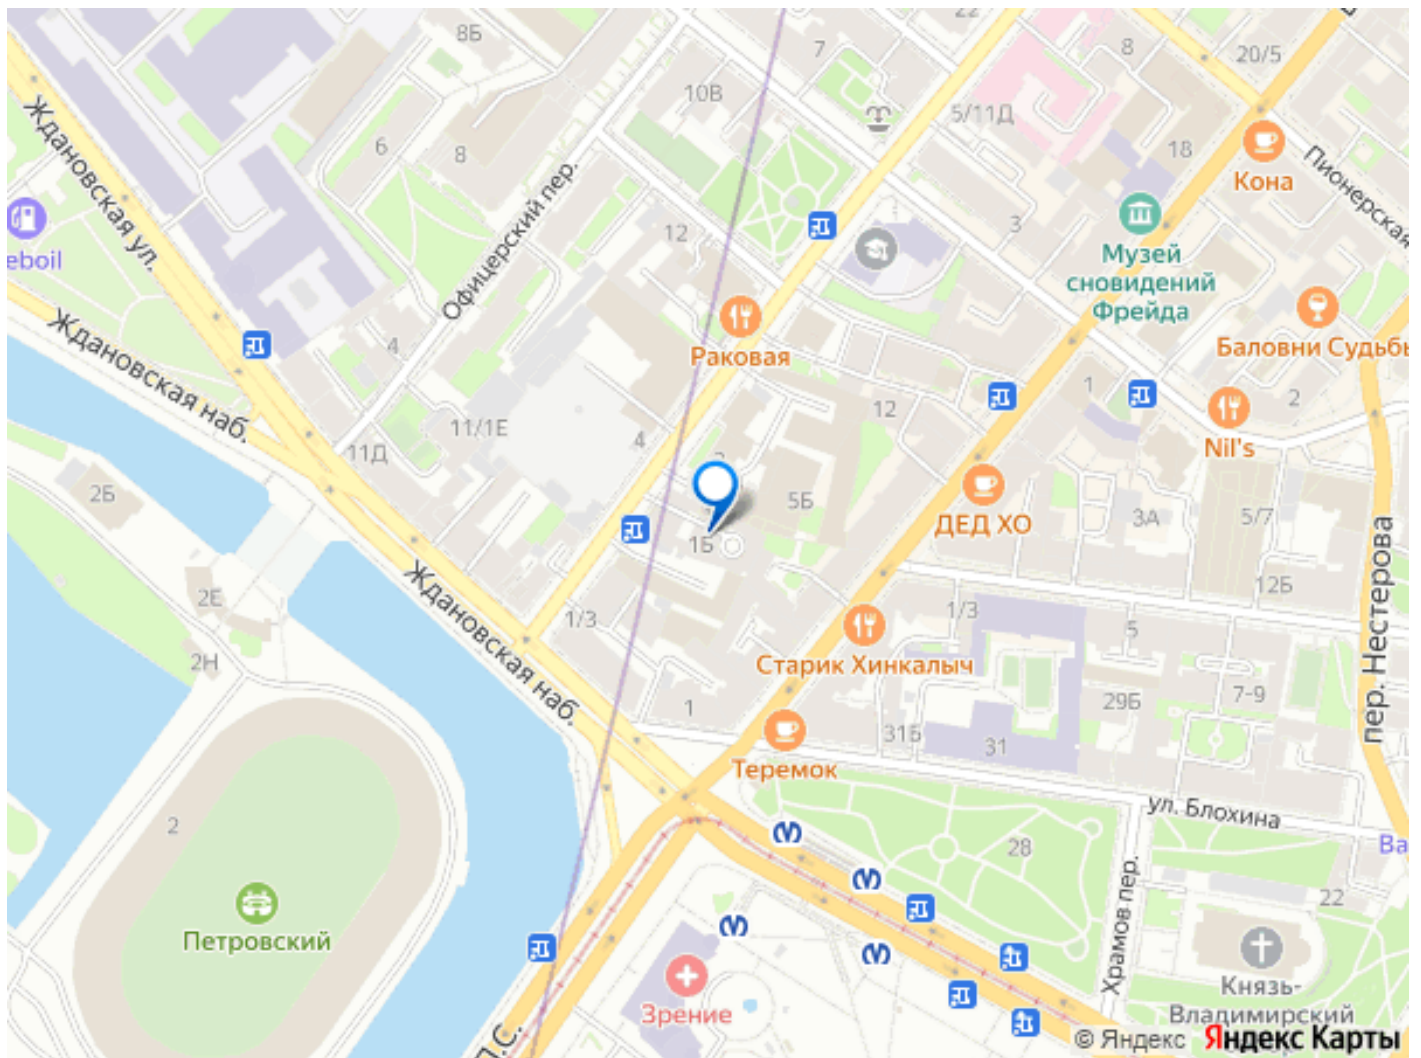 22
8Б
7
8
20/5
10В
5/11Д
Ждановская ул.
6
8
18
Кона
Пионерская
Офицерский пер.
12
3
eboil
Музей
сновидений
Фрейда
Ждановская наб.
4
Раковая
Баловни Судьбы
1
2
12
11/1Е
4
Nil's
11Д
2Б
5Б
ДЕД ХО
3А
5/7
1Б
Ждановская наб.
2Е
1/3
1/3
12Б
пер. Нестерова
5
2Н
Старик Хинкалыч
29Б
7-9
1
31Б
31
Теремок
ул. Блохина
2
28
Ва
Храмов пер.
22
Петровский
Зрение
Князь-
Владимирский
П.С.
© Яндекс Яндекс Карты